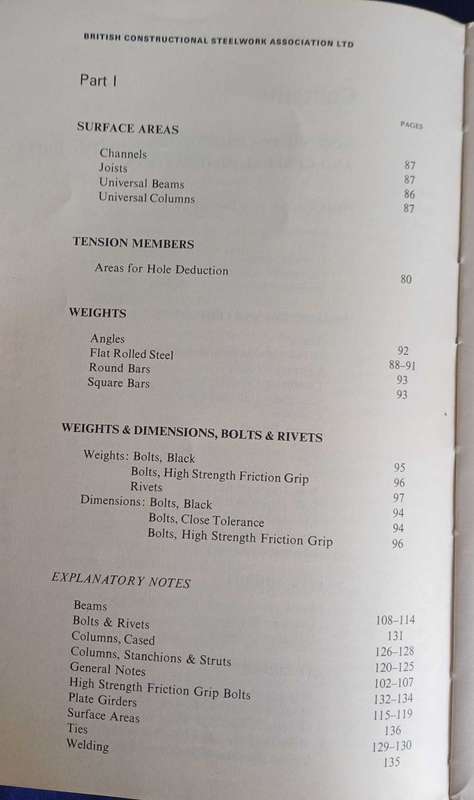 BRITISH CONSTRUCTIONAL STEELWORK ASSOCIATION LTD
Part I
PAGES
SURFACE AREAS
Channels 87
Joists 87
Universal Beams 86
Universal Columns 87
TENSION MEMBERS
Areas for Hole Deduction 80
WEIGHTS
Angles 92
Flat Rolled Steel 88–91
Round Bars 93
Square Bars 93
WEIGHTS & DIMENSIONS, BOLTS & RIVETS
Weights: Bolts, Black 95
Bolts, High Strength Friction Grip 96
Rivets 97
Dimensions: Bolts, Black 94
Bolts, Close Tolerance 94
Bolts, High Strength Friction Grip 96
EXPLANATORY NOTES
Beams 108–114
Bolts & Rivets 131
Columns, Cased 126–128
Columns, Stanchions & Struts 120–125
General Notes 102–107
High Strength Friction Grip Bolts 132–134
Plate Girders 115–119
Surface Areas 136
Ties 129–130
Welding 135